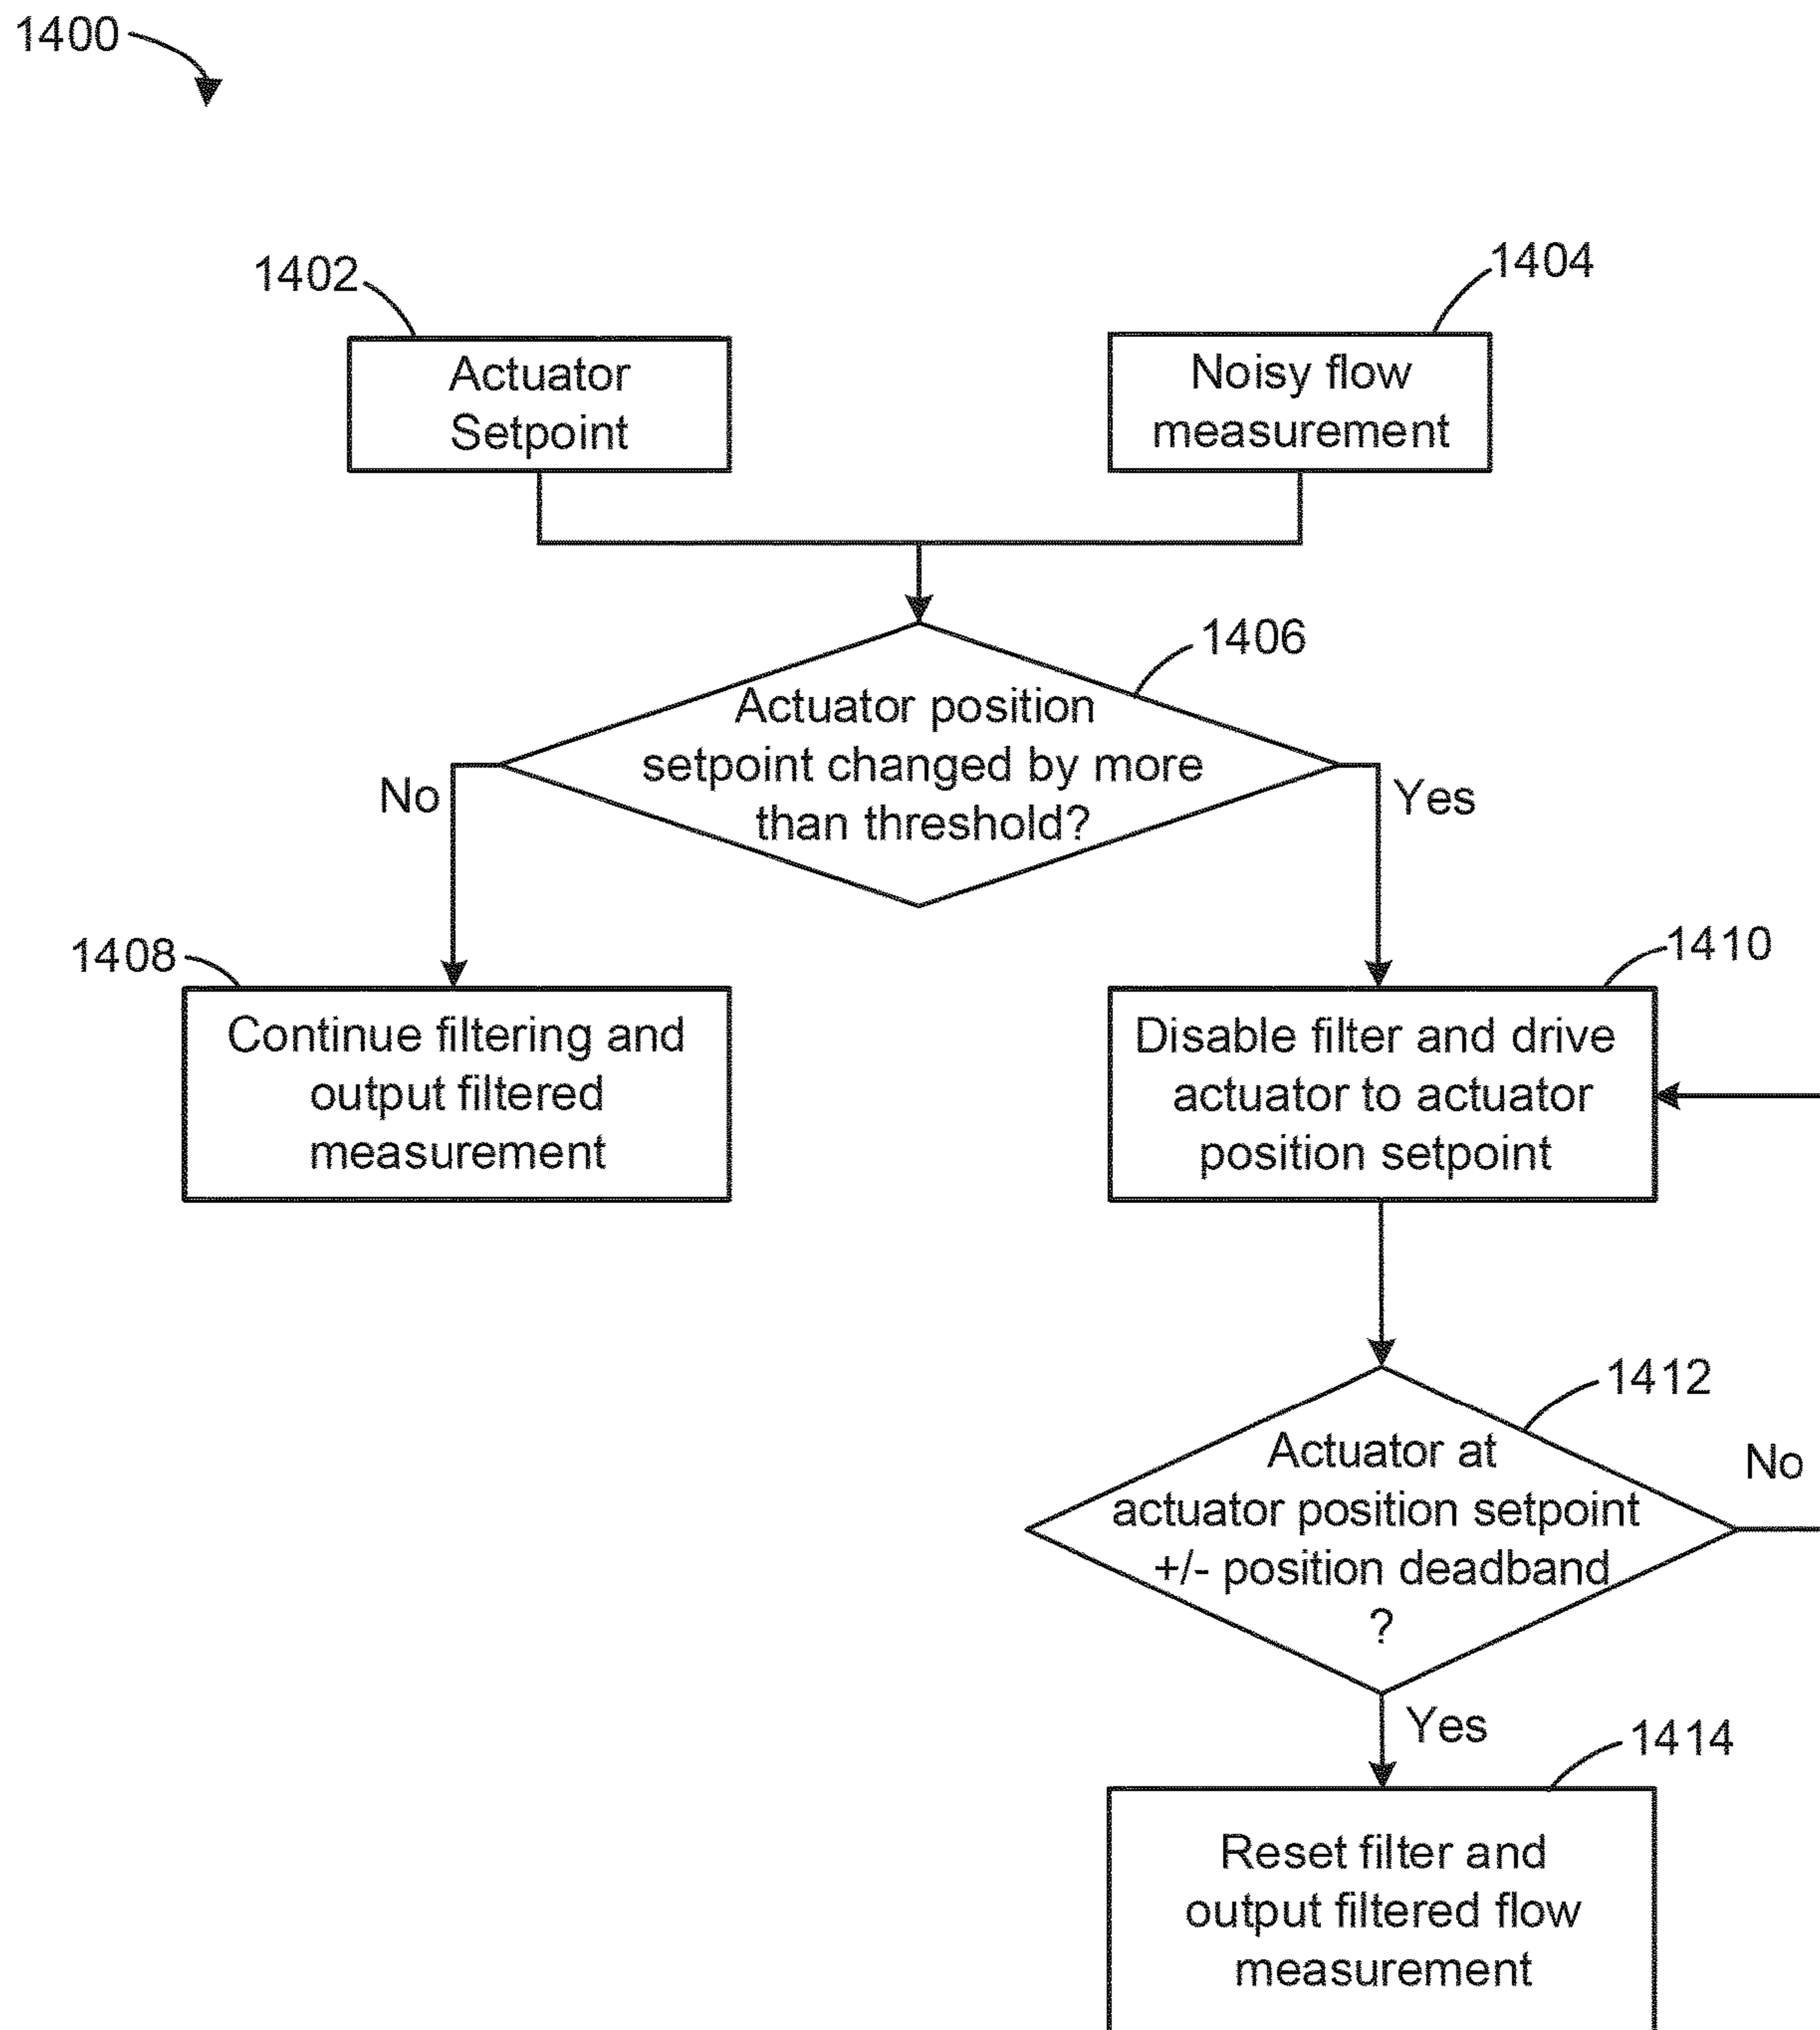 1400
1402
1404
Actuator
Setpoint
Noisy flow
measurement
1406
Actuator position
setpoint changed by more
than threshold?
No
Yes
1408
1410
Continue filtering and
output filtered
measurement
Disable filter and drive
actuator to actuator
position setpoint
1412
Actuator at
actuator position setpoint
+/- position deadband
?
No
Yes
1414
Reset filter and
output filtered flow
measurement